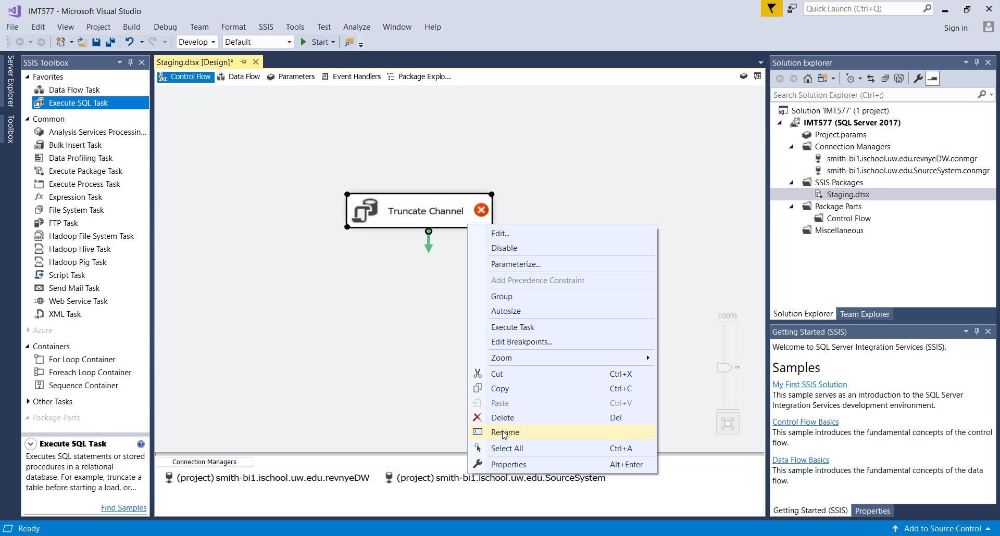 IMT577 - Microsoft Visual Studio
Quick Launch (Ctrl+Q)
File Edit View Project Build Debug Team Format SSIS Tools Test Analyze Window Help
Sign in
Develop Default Start
Server Explorer
Toolbox
SSIS Toolbox
Favorites
Data Flow Task
Execute SQL Task
Common
Analysis Services Processin...
Bulk Insert Task
Data Profiling Task
Execute Package Task
Execute Process Task
Expression Task
File System Task
FTP Task
Hadoop File System Task
Hadoop Hive Task
Hadoop Pig Task
Script Task
Send Mail Task
Web Service Task
XML Task
Azure
Containers
For Loop Container
Foreach Loop Container
Sequence Container
Other Tasks
Package Parts
Execute SQL Task
Executes SQL statements or stored
procedures in a relational
database. For example, truncate a
table before starting a load, or...
Find Samples
Staging.dtsx [Design]*
Control Flow Data Flow Parameters Event Handlers Package Explo...
Truncate Channel
Edit...
Disable
Parameterize...
Add Precedence Constraint
Group
Autosize
Execute Task
Edit Breakpoints...
Zoom
Cut Ctrl+X
Copy Ctrl+C
Paste Ctrl+V
Delete Del
Rename
Select All Ctrl+A
Properties Alt+Enter
100%
Connection Managers
(project) smith-bi1.ischool.uw.edu.revnyeDW (project) smith-bi1.ischool.uw.edu.SourceSystem
Solution Explorer
Search Solution Explorer (Ctrl+;)
Solution 'IMT577' (1 project)
IMT577 (SQL Server 2017)
Project.params
Connection Managers
smith-bi1.ischool.uw.edu.revnyeDW.conmgr
smith-bi1.ischool.uw.edu.SourceSystem.conmgr
SSIS Packages
Staging.dtsx
Package Parts
Control Flow
Miscellaneous
Solution Explorer Team Explorer
Getting Started (SSIS)
Welcome to SQL Server Integration Services (SSIS).
Samples
My First SSIS Solution
This sample serves as an introduction to the SQL Server
Integration Services development environment.
Control Flow Basics
This sample introduces the fundamental concepts of the control
flow.
Data Flow Basics
This sample introduces the fundamental concepts of the data
flow.
Getting Started (SSIS) Properties
Ready
Add to Source Control